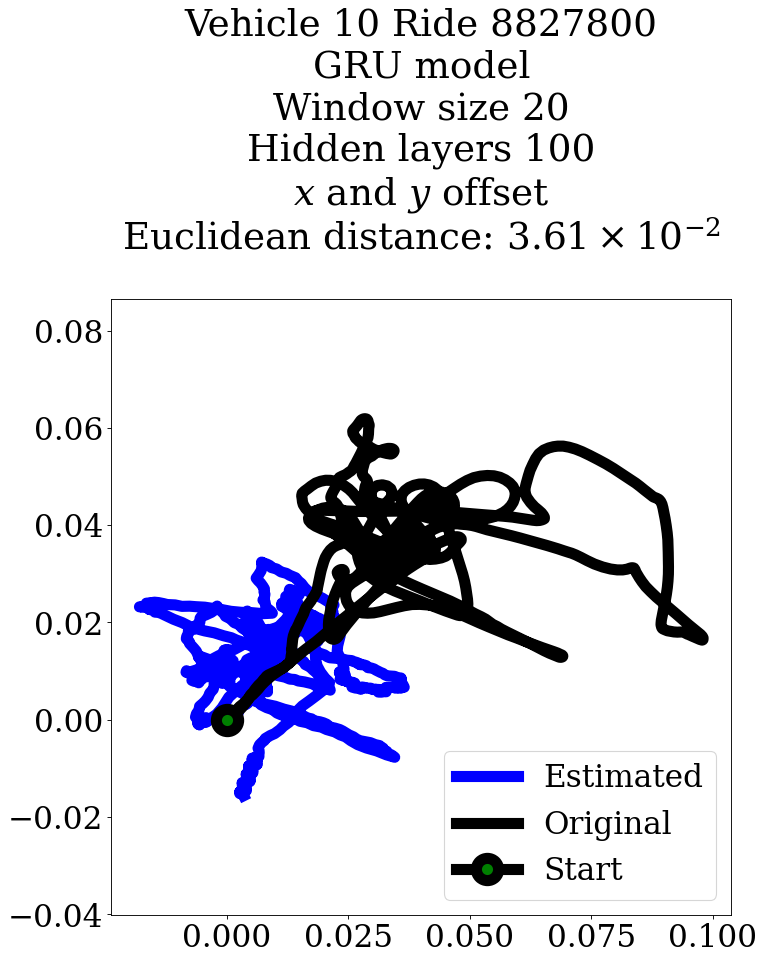 Vehicle 10 Ride 8827800
GRU model
Window size 20
Hidden layers 100
x and y offset
Euclidean distance: 3.61 × 10⁻²
0.08
0.06
0.04
0.02
0.00
−0.02
−0.04
0.000 0.025 0.050 0.075 0.100
Estimated
Original
Start